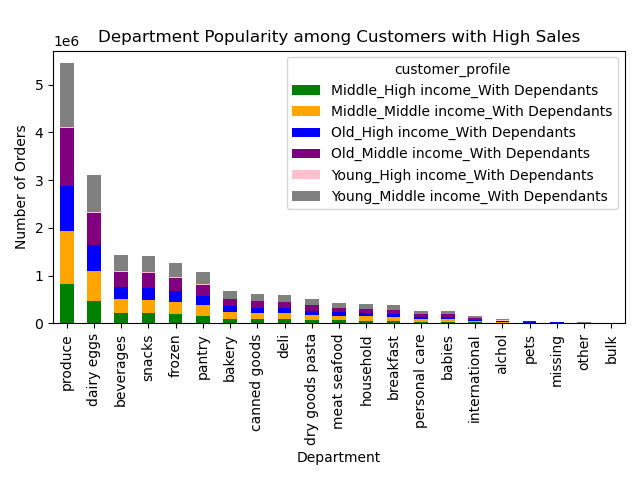 Department Popularity among Customers with High Sales
1e6
customer_profile
Middle_High income_With Dependants
Middle_Middle income_With Dependants
Old_High income_With Dependants
Old_Middle income_With Dependants
Young_High income_With Dependants
Young_Middle income_With Dependants
Number of Orders
5
4
3
2
1
0
produce
dairy eggs
beverages
snacks
frozen
pantry
bakery
canned goods
deli
dry goods pasta
meat seafood
household
breakfast
personal care
babies
international
alchol
pets
missing
other
bulk
Department